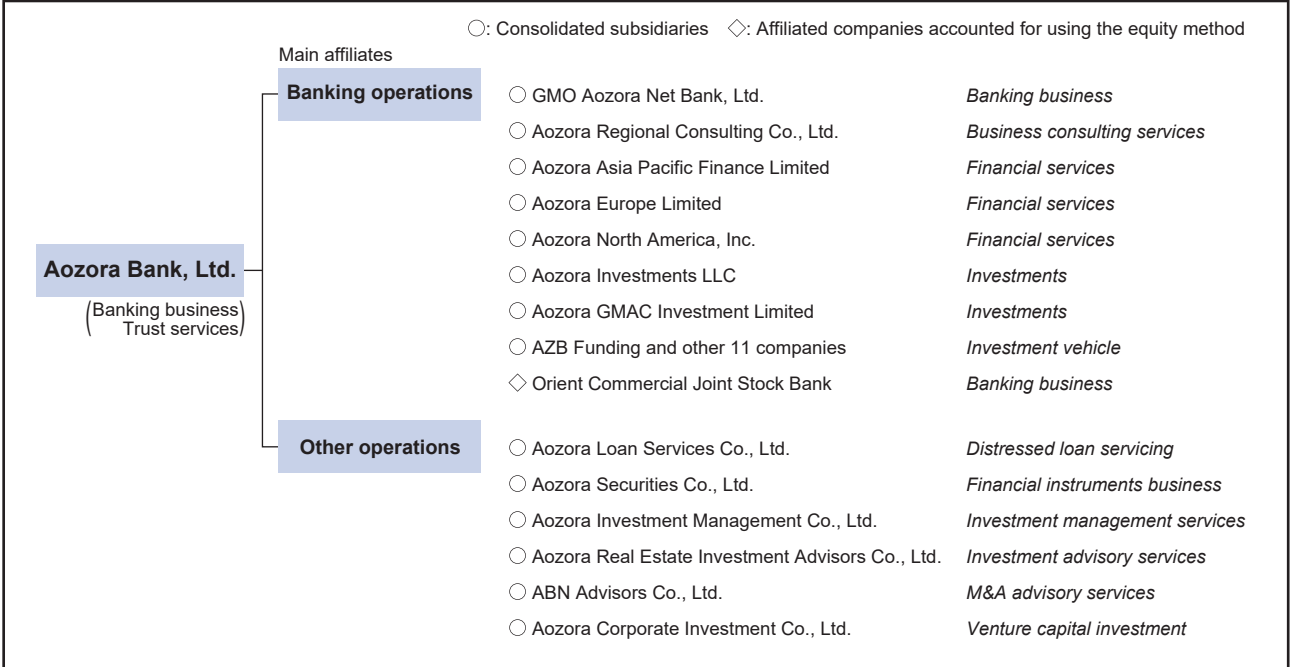 ○: Consolidated subsidiaries ◇: Affiliated companies accounted for using the equity method
Main affiliates
Banking operations
○ GMO Aozora Net Bank, Ltd. Banking business
○ Aozora Regional Consulting Co., Ltd. Business consulting services
○ Aozora Asia Pacific Finance Limited Financial services
○ Aozora Europe Limited Financial services
○ Aozora North America, Inc. Financial services
○ Aozora Investments LLC Investments
○ Aozora GMAC Investment Limited Investments
○ AZB Funding and other 11 companies Investment vehicle
◇ Orient Commercial Joint Stock Bank Banking business
Aozora Bank, Ltd.
(Banking business
Trust services)
Other operations
○ Aozora Loan Services Co., Ltd. Distressed loan servicing
○ Aozora Securities Co., Ltd. Financial instruments business
○ Aozora Investment Management Co., Ltd. Investment management services
○ Aozora Real Estate Investment Advisors Co., Ltd. Investment advisory services
○ ABN Advisors Co., Ltd. M&A advisory services
○ Aozora Corporate Investment Co., Ltd. Venture capital investment